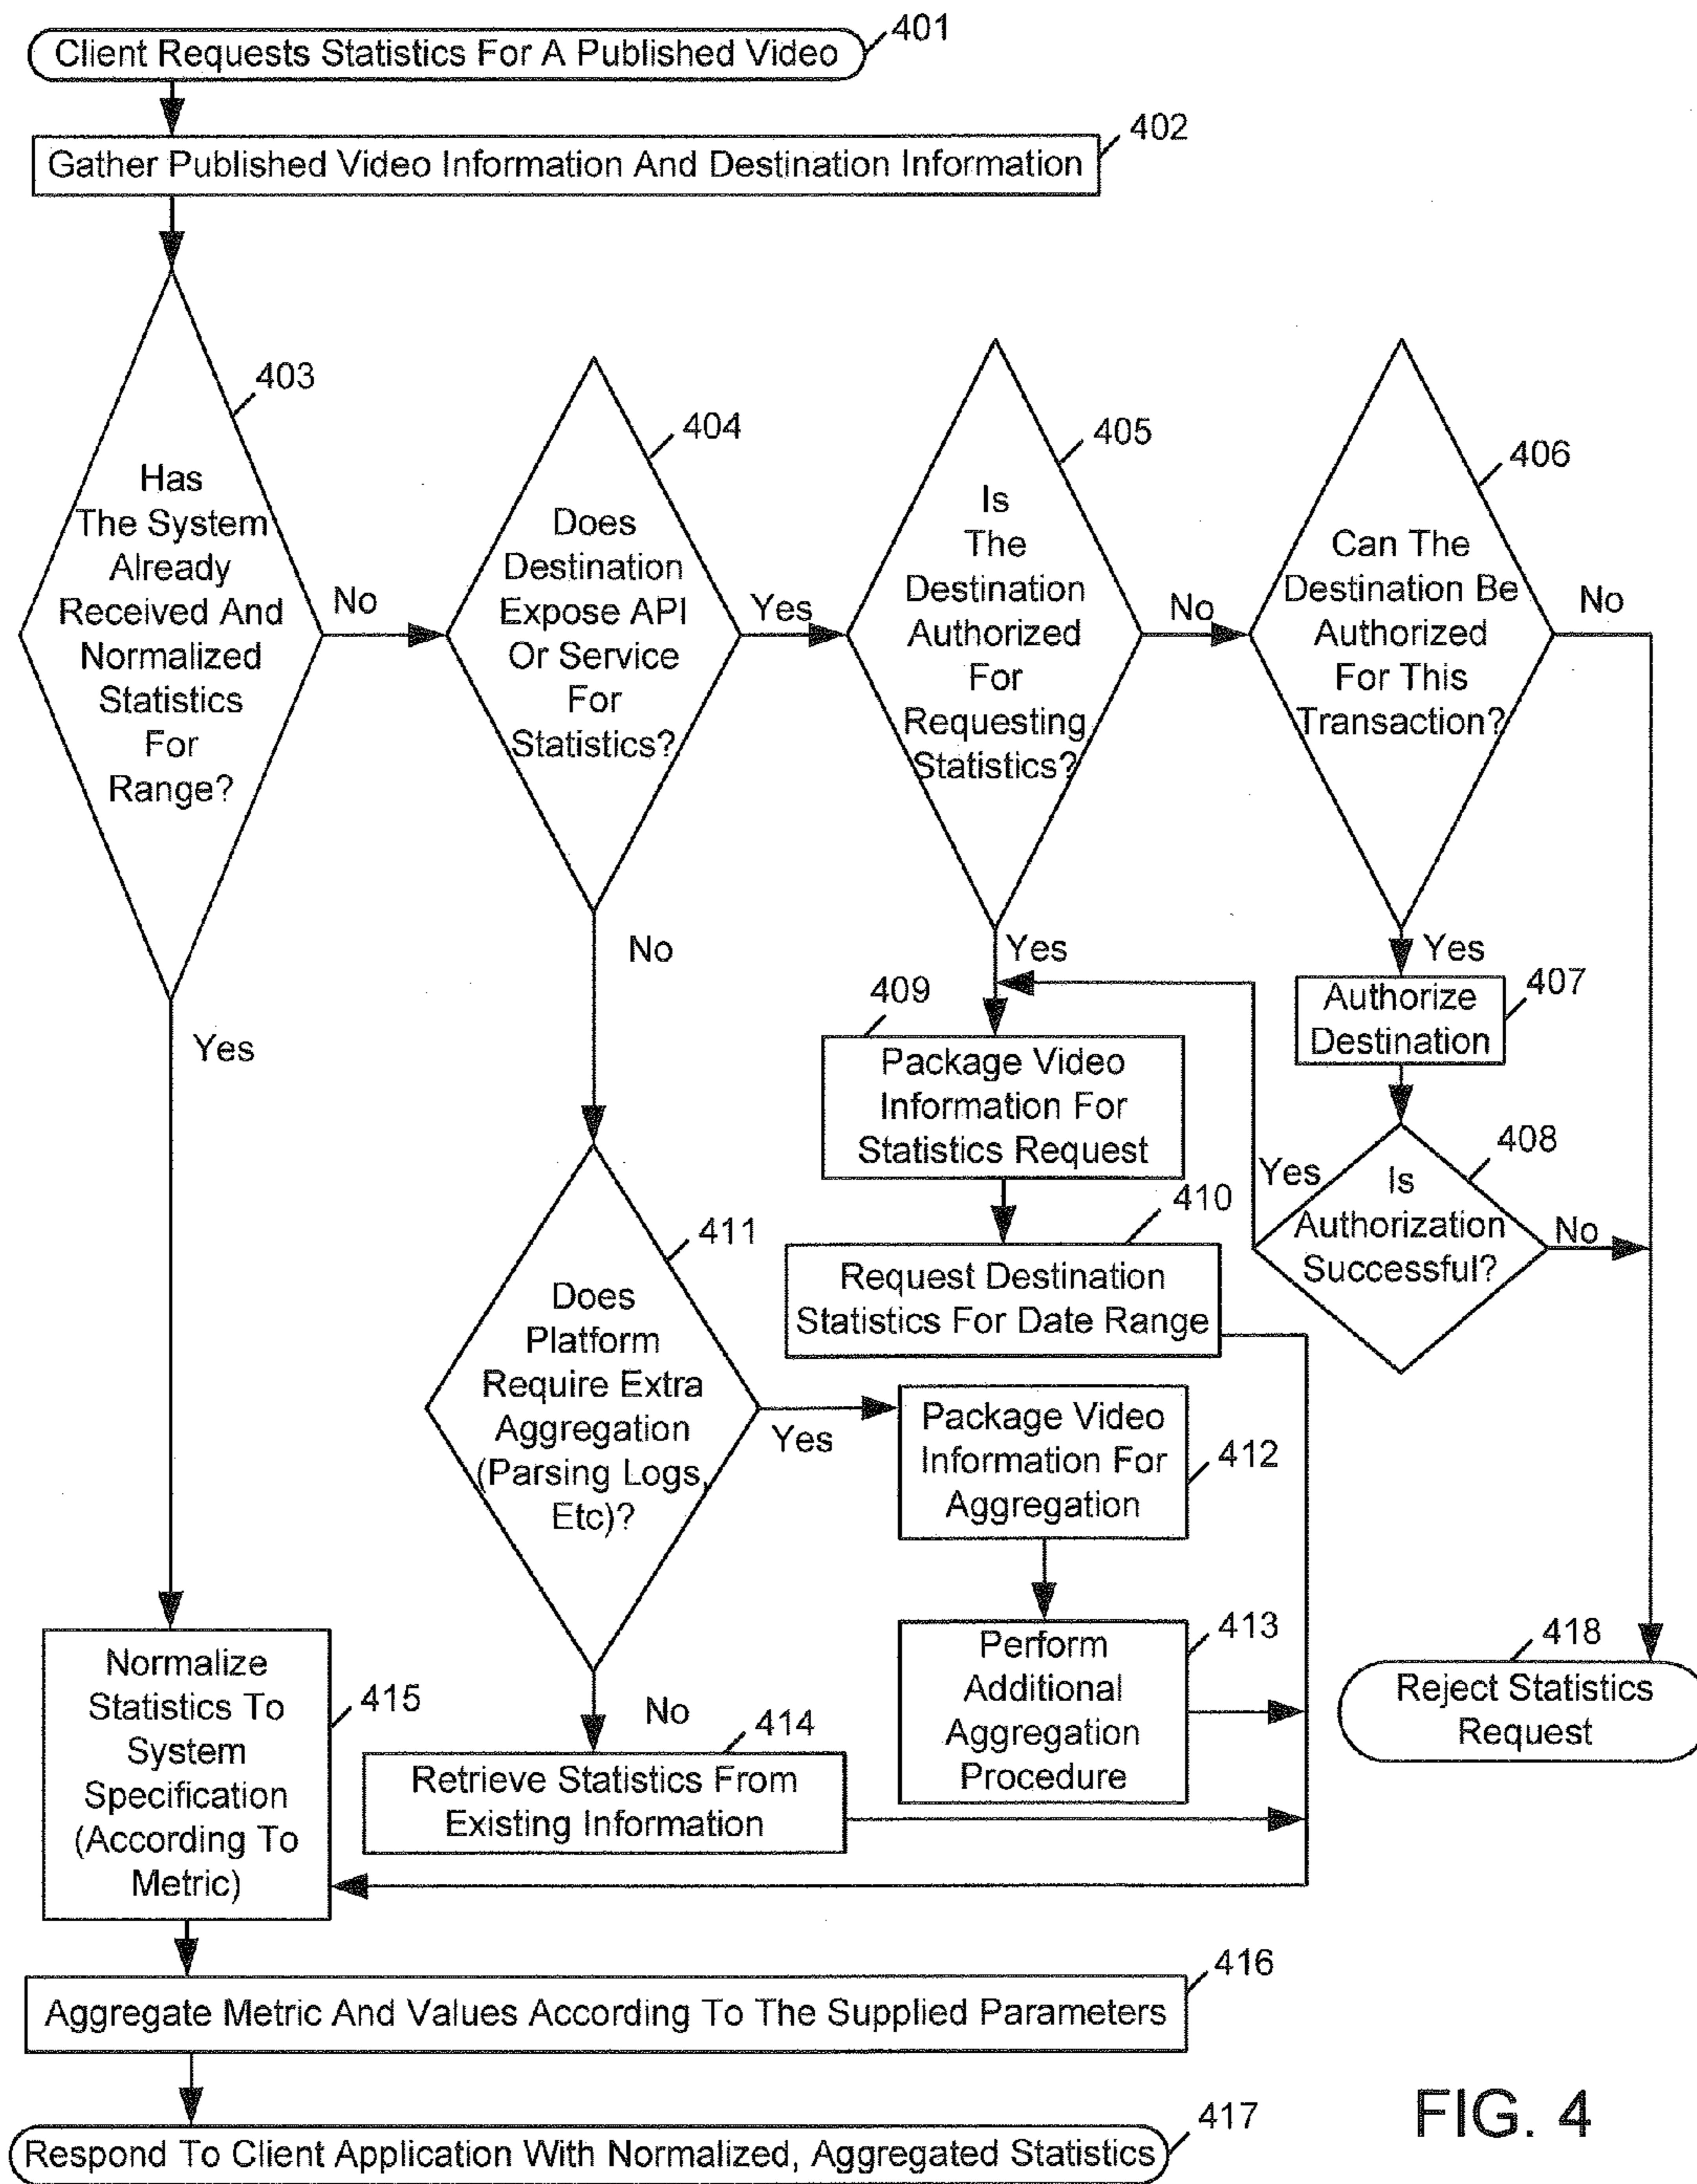 Client Requests Statistics For A Published Video
401
Gather Published Video Information And Destination Information
402
Has
The System
Already
Received And
Normalized
Statistics
For
Range?
403
No
Yes
Does
Destination
Expose API
Or Service
For
Statistics?
404
Yes
No
Is
The
Destination
Authorized
For
Requesting
Statistics?
405
No
Yes
Can The
Destination Be
Authorized
For This
Transaction?
406
No
Yes
Authorize
Destination
407
Is
Authorization
Successful?
408
Yes
No
409
Package Video
Information For
Statistics Request
410
Request Destination
Statistics For Date Range
411
Does
Platform
Require Extra
Aggregation
(Parsing Logs,
Etc)?
Yes
No
Package Video
Information For
Aggregation
412
Perform
Additional
Aggregation
Procedure
413
414
Retrieve Statistics From
Existing Information
Normalize
Statistics To
System
Specification
(According To
Metric)
415
418
Reject Statistics
Request
Aggregate Metric And Values According To The Supplied Parameters
416
Respond To Client Application With Normalized, Aggregated Statistics
417
FIG. 4